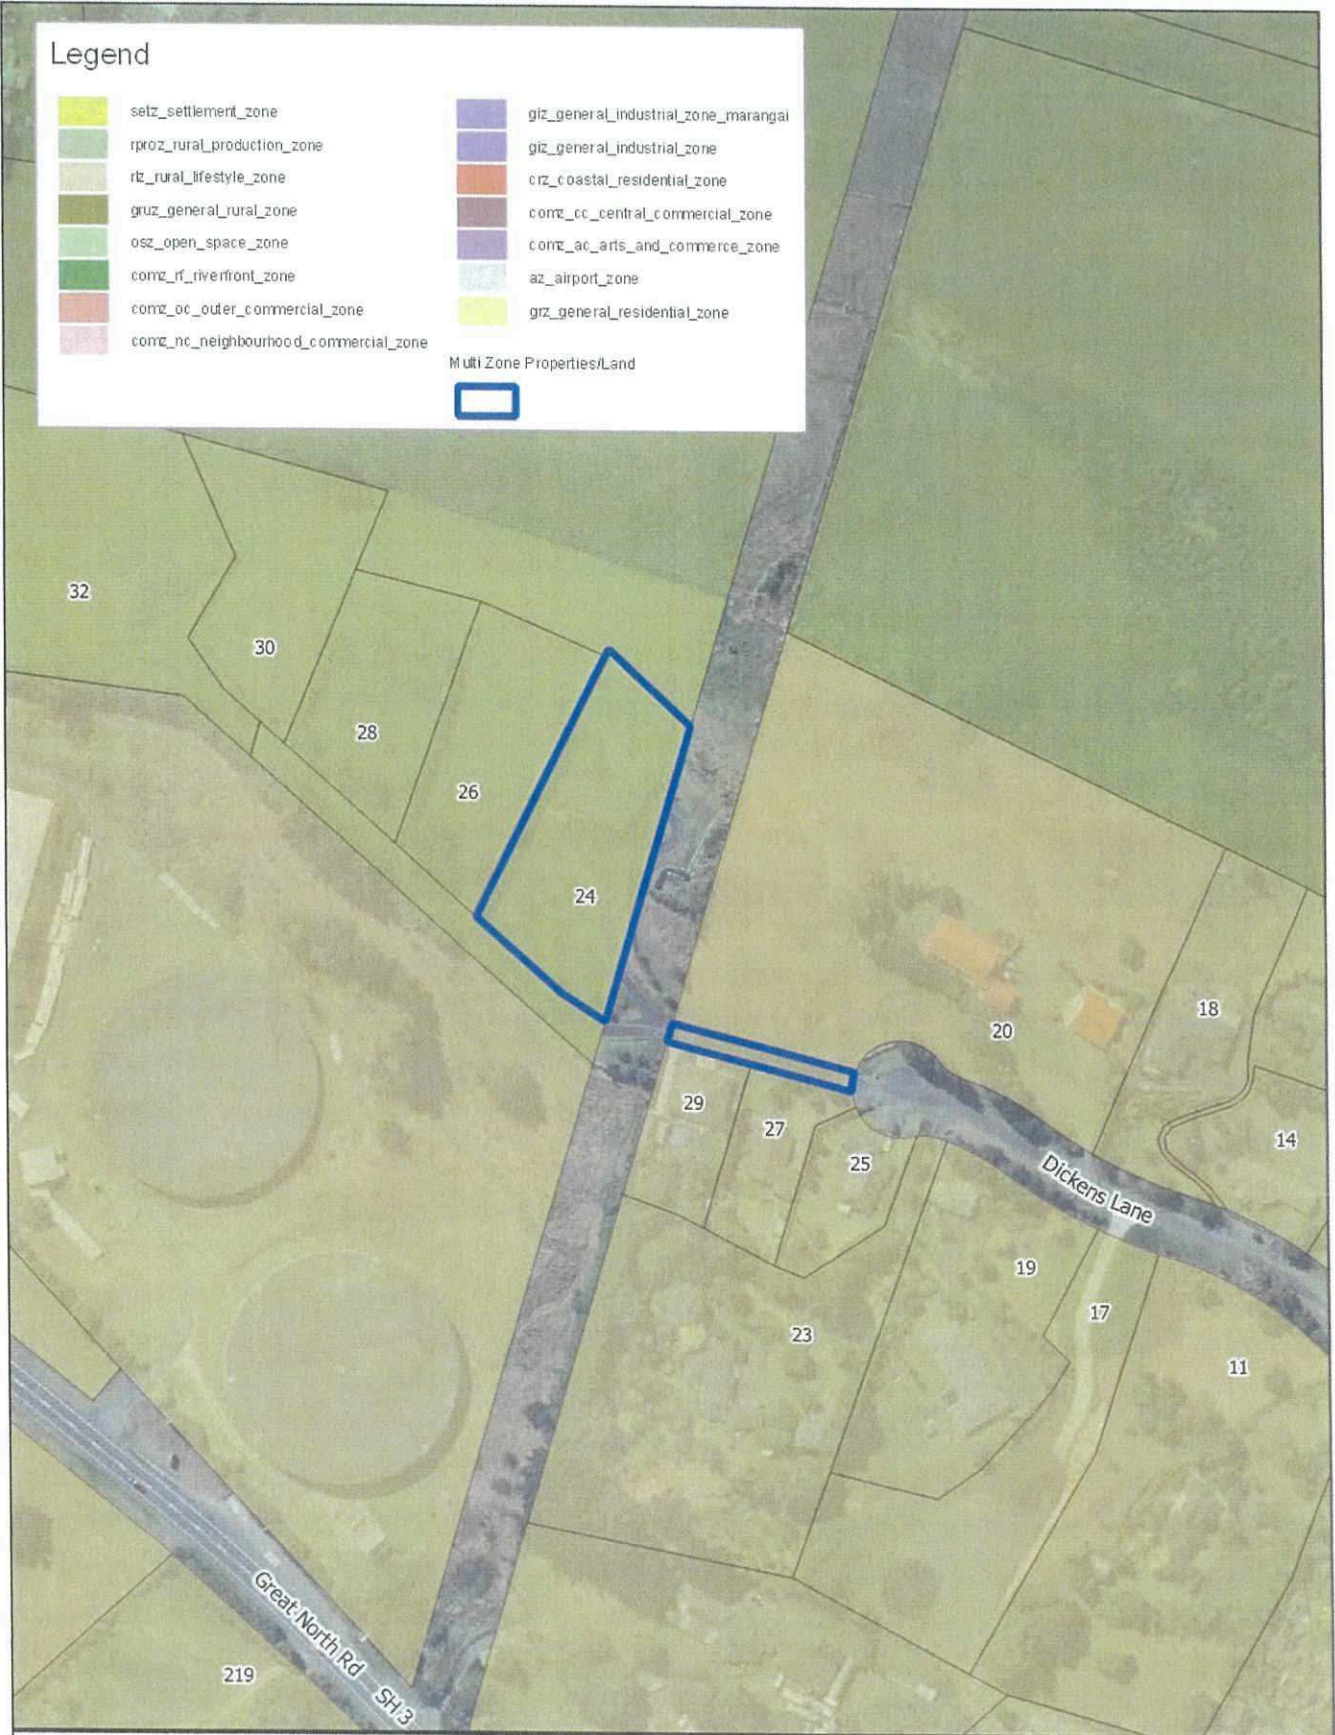 Legend
setz_settlement_zone
rproz_rural_production_zone
rlz_rural_lifestyle_zone
gruz_general_rural_zone
osz_open_space_zone
comz_rf_riverfront_zone
comz_oc_outer_commercial_zone
comz_nc_neighbourhood_commercial_zone
giz_general_industrial_zone_marangai
giz_general_industrial_zone
crz_coastal_residential_zone
comz_cc_central_commercial_zone
comz_ac_arts_and_commerce_zone
az_airport_zone
grz_general_residential_zone
Multi Zone Properties/Land
32
30
28
26
24
20
18
29
27
25
14
Dickens Lane
19
17
23
11
Great North Rd SH 3
219